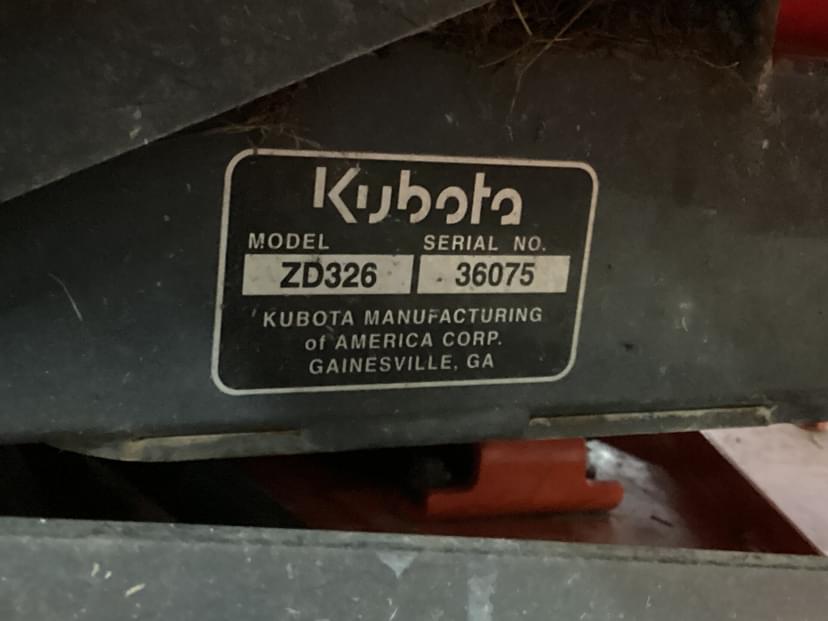 Kubota
MODEL SERIAL NO.
ZD326 36075
KUBOTA MANUFACTURING
of AMERICA CORP.
GAINESVILLE, GA